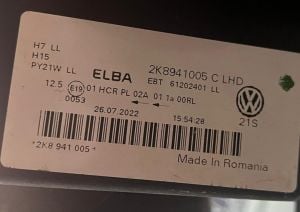 H7 LL
H15
PY21W LL
ELBA
2K8941005 C LHD
EBT 61202401 LL
12.5 E19 01 HCR PL 02A 01 1a 00RL
0053
26.07.2022 15:54:28
21S
*2K8 941 005*
Made in Romania